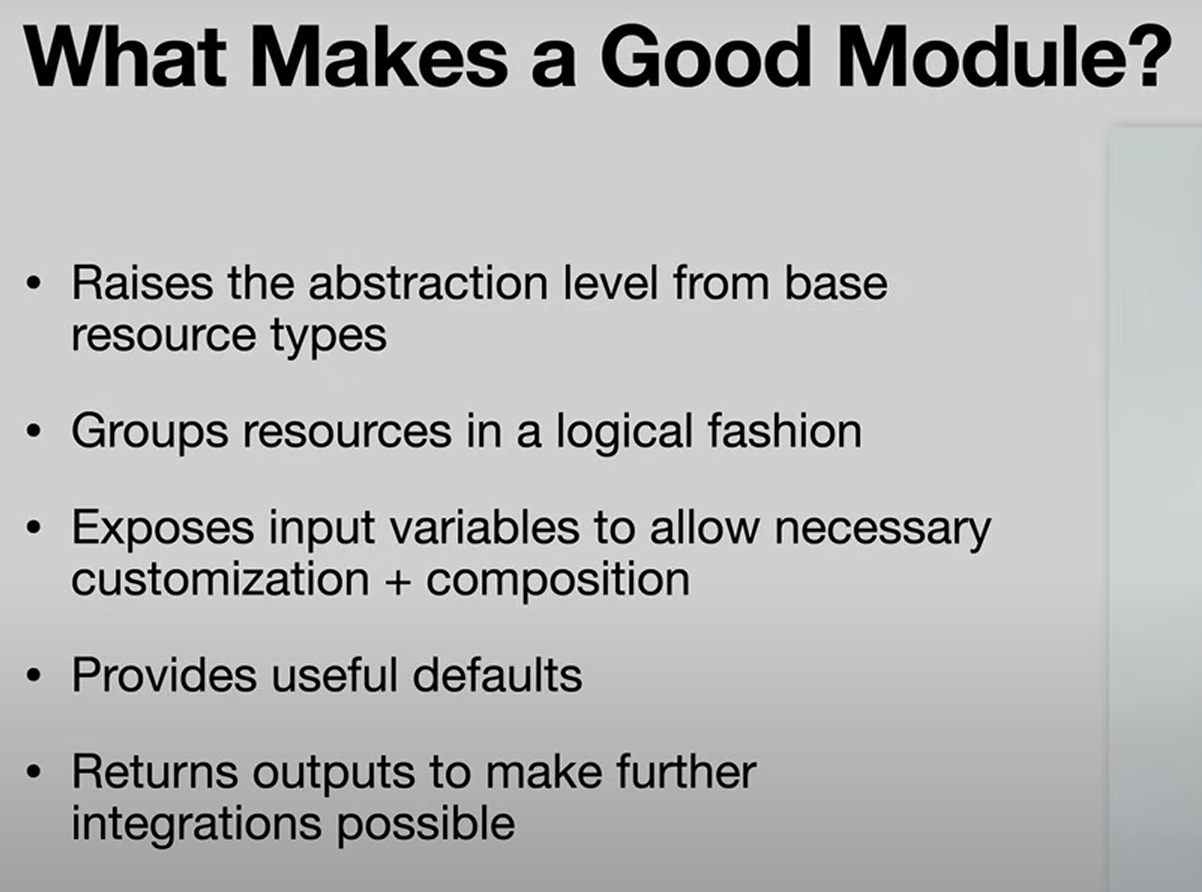 What Makes a Good Module?
• Raises the abstraction level from base
resource types
• Groups resources in a logical fashion
• Exposes input variables to allow necessary
customization + composition
• Provides useful defaults
• Returns outputs to make further
integrations possible